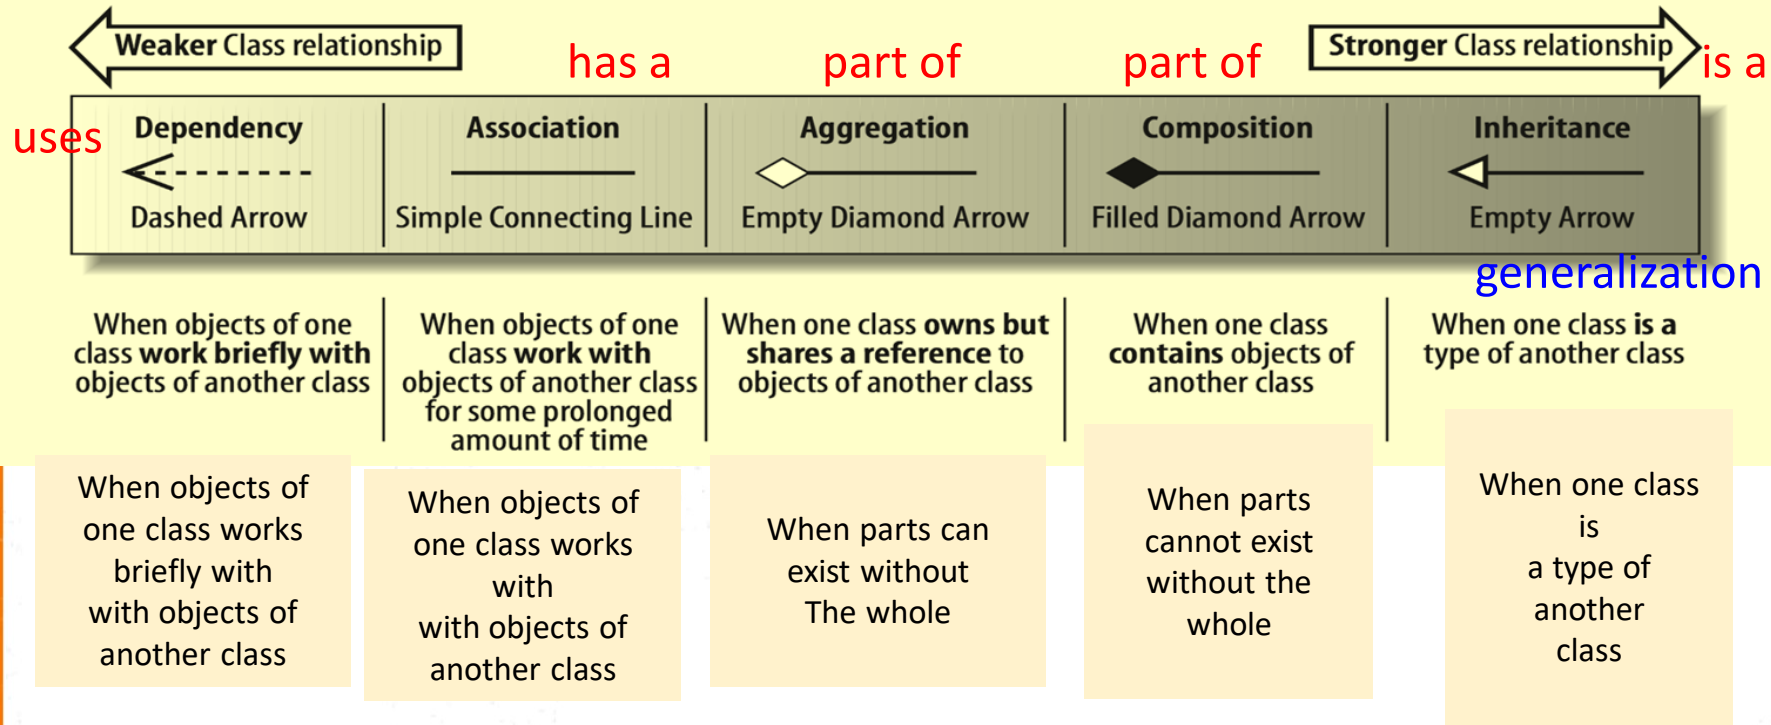 Weaker Class relationship
has a
part of
part of
Stronger Class relationship
is a
uses
Dependency
Association
Aggregation
Composition
Inheritance
Dashed Arrow
Simple Connecting Line
Empty Diamond Arrow
Filled Diamond Arrow
Empty Arrow
generalization
When objects of one
class work briefly with
objects of another class
When objects of one
class work with
objects of another class
for some prolonged
amount of time
When one class owns but
shares a reference to
objects of another class
When one class
contains objects of
another class
When one class is a
type of another class
When objects of
one class works
briefly with
with objects of
another class
When objects of
one class works
with
with objects of
another class
When parts can
exist without
The whole
When parts
cannot exist
without the
whole
When one class
is
a type of
another
class